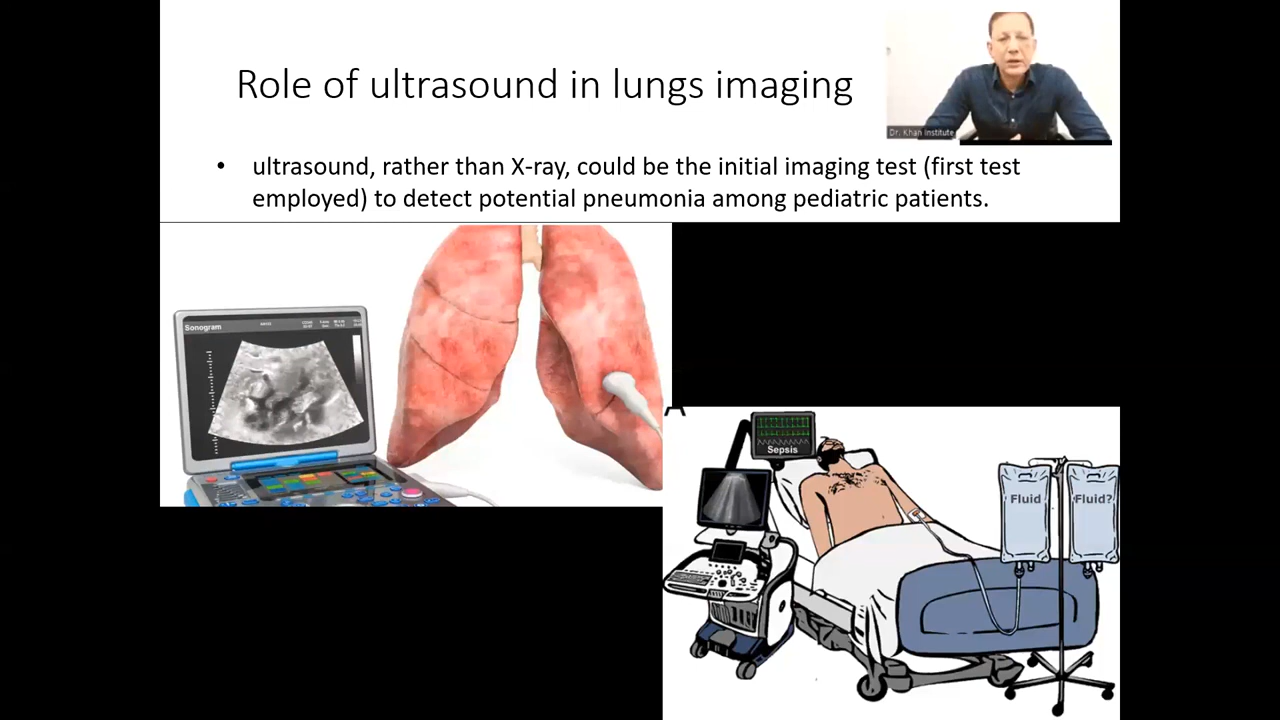 Role of ultrasound in lungs imaging
Dr. Khan Institute
• ultrasound, rather than X-ray, could be the initial imaging test (first test
employed) to detect potential pneumonia among pediatric patients.
Sonogram
A
Sepsis
Fluid
Fluid?